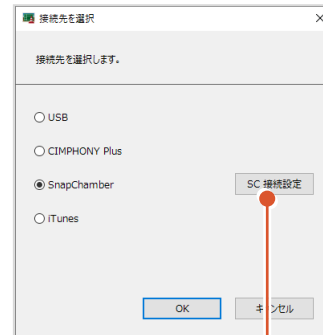 接続先を選択
接続先を選択します。
USB
CIMPHONY Plus
SnapChamber
SC 接続設定
iTunes
OK
キャンセル